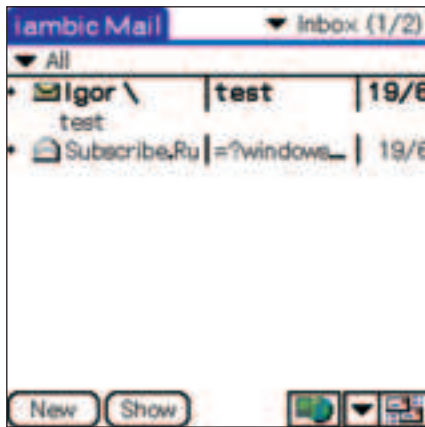 iambic Mail Inbox (1/2)
All
Igor \ test 19/6
test
Subscribe.Ru =?windows... 19/6
New Show